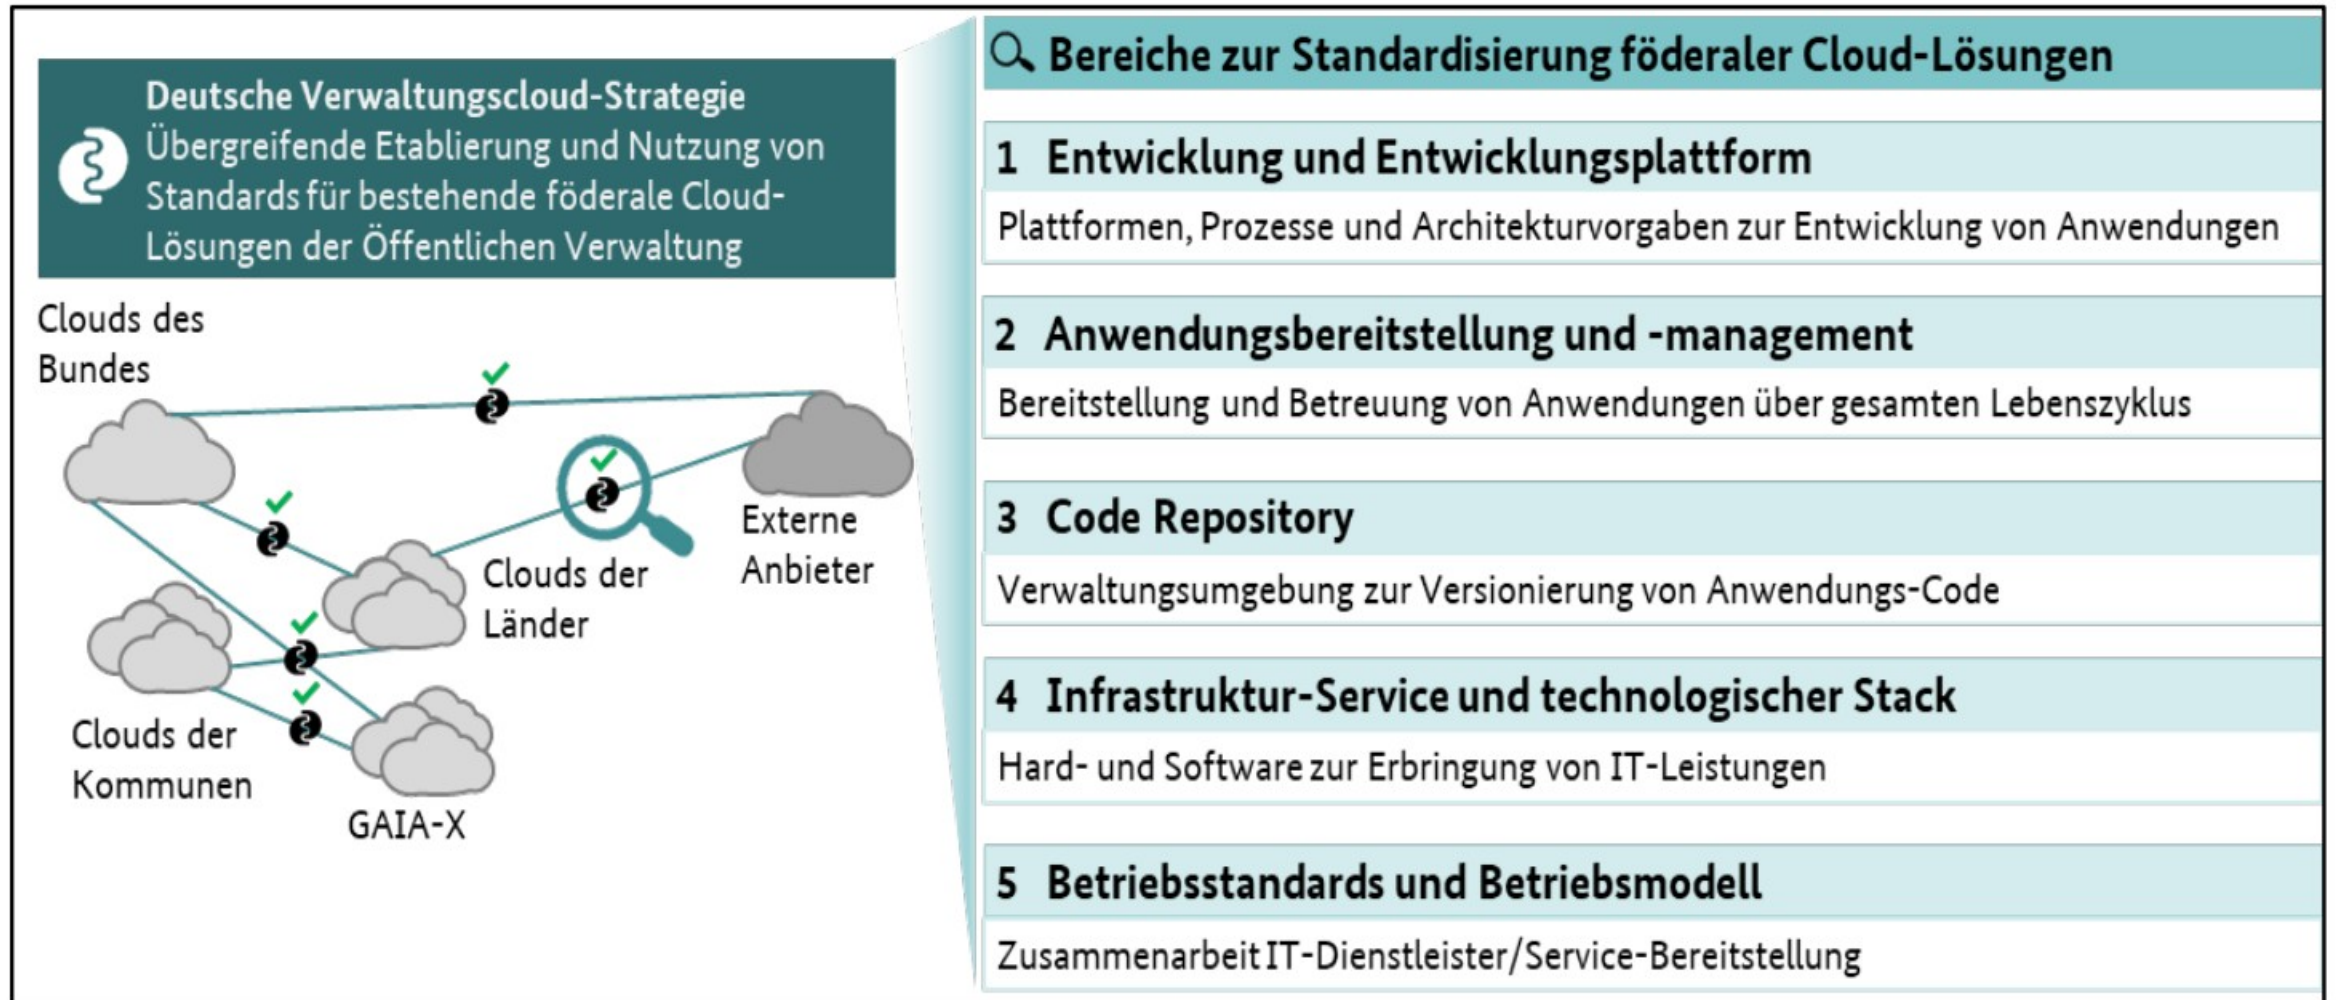 Deutsche Verwaltungscloud-Strategie
Übergreifende Etablierung und Nutzung von
Standards für bestehende föderale Cloud-
Lösungen der Öffentlichen Verwaltung
Clouds des
Bundes
Externe
Anbieter
Clouds der
Länder
Clouds der
Kommunen
GAIA-X
Bereiche zur Standardisierung föderaler Cloud-Lösungen
1 Entwicklung und Entwicklungsplattform
Plattformen, Prozesse und Architekturvorgaben zur Entwicklung von Anwendungen
2 Anwendungsbereitstellung und -management
Bereitstellung und Betreuung von Anwendungen über gesamten Lebenszyklus
3 Code Repository
Verwaltungsumgebung zur Versionierung von Anwendungs-Code
4 Infrastruktur-Service und technologischer Stack
Hard- und Software zur Erbringung von IT-Leistungen
5 Betriebsstandards und Betriebsmodell
Zusammenarbeit IT-Dienstleister/Service-Bereitstellung